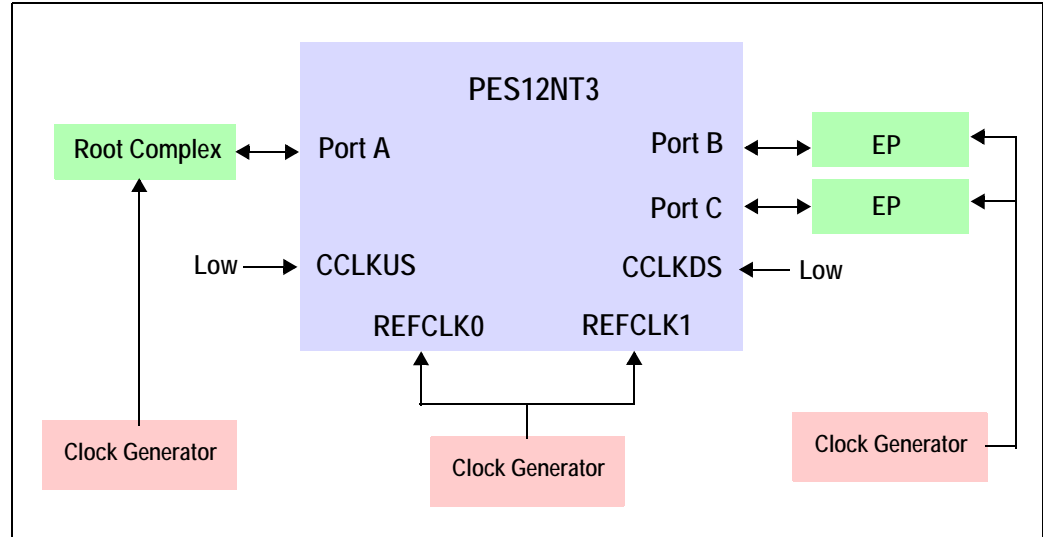 PES12NT3
Root Complex
Port A
Port B
EP
Port C
EP
Low
CCLKUS
CCLKDS
Low
REFCLK0
REFCLK1
Clock Generator
Clock Generator
Clock Generator